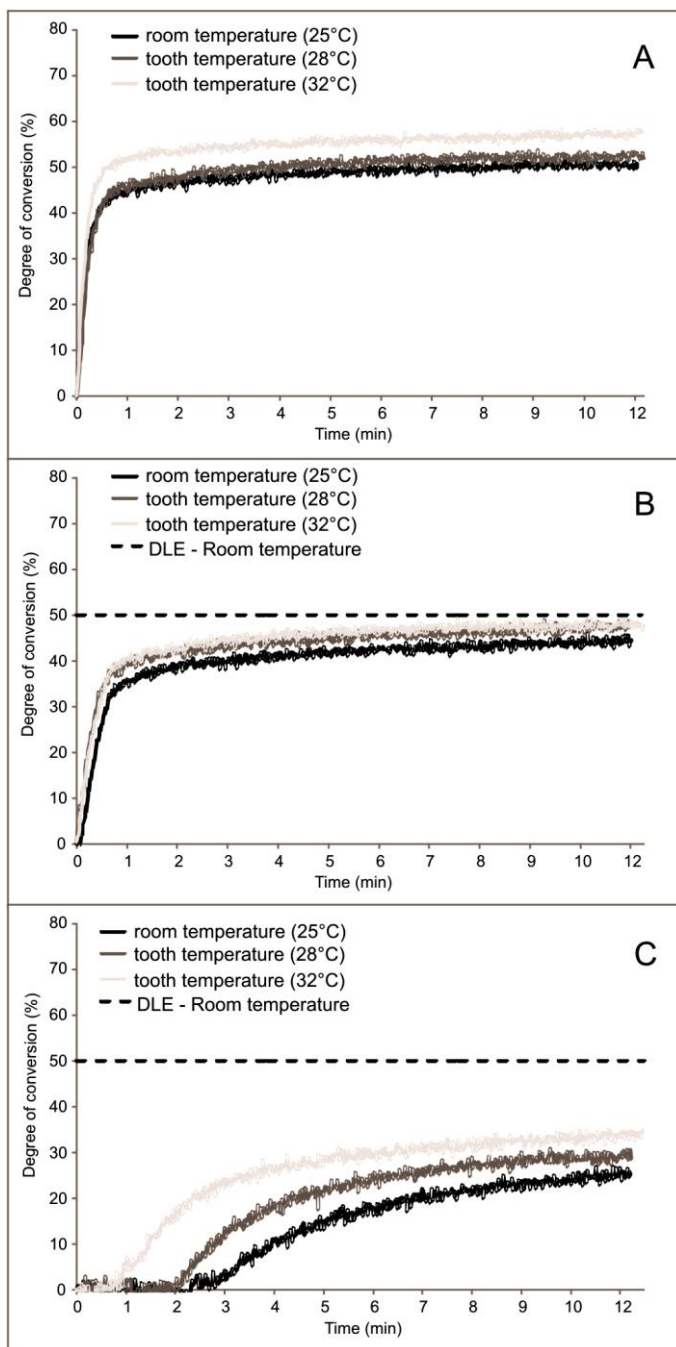 room temperature (25°C)
tooth temperature (28°C)
tooth temperature (32°C)
A
Degree of conversion (%)
80
70
60
50
40
30
20
10
0
0 1 2 3 4 5 6 7 8 9 10 11 12
Time (min)
room temperature (25°C)
tooth temperature (28°C)
tooth temperature (32°C)
DLE - Room temperature
B
Degree of conversion (%)
80
70
60
50
40
30
20
10
0
0 1 2 3 4 5 6 7 8 9 10 11 12
Time (min)
room temperature (25°C)
tooth temperature (28°C)
tooth temperature (32°C)
DLE - Room temperature
C
Degree of conversion (%)
80
70
60
50
40
30
20
10
0
0 1 2 3 4 5 6 7 8 9 10 11 12
Time (min)